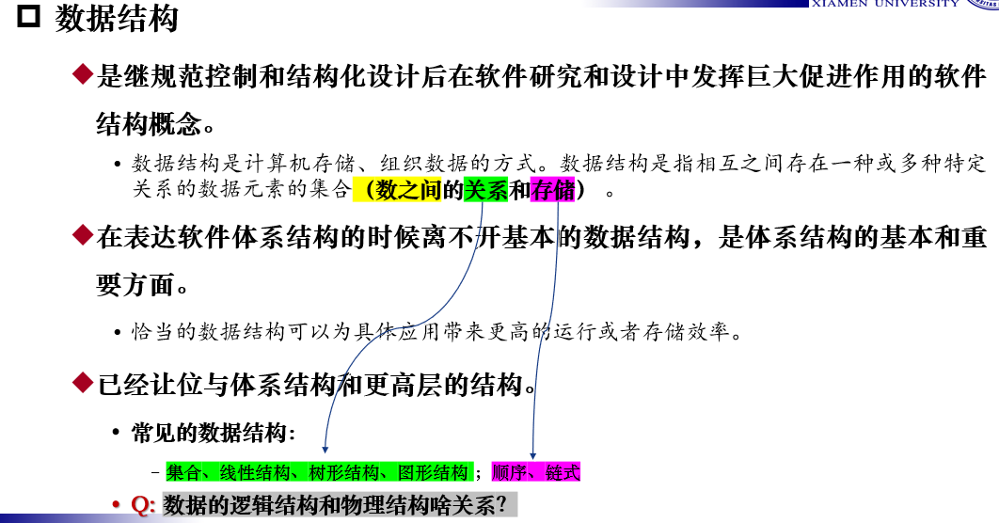 XIAMEN UNIVERSITY
数据结构
是继规范控制和结构化设计后在软件研究和设计中发挥巨大促进作用的软件
结构概念。
• 数据结构是计算机存储、组织数据的方式。数据结构是指相互之间存在一种或多种特定
关系的数据元素的集合（数之间的关系和存储） 。
在表达软件体系结构的时候离不开基本的数据结构，是体系结构的基本和重
要方面。
• 恰当的数据结构可以为具体应用带来更高的运行或者存储效率。
已经让位与体系结构和更高层的结构。
• 常见的数据结构：
– 集合、线性结构、树形结构、图形结构 ；顺序、链式
• Q: 数据的逻辑结构和物理结构啥关系？